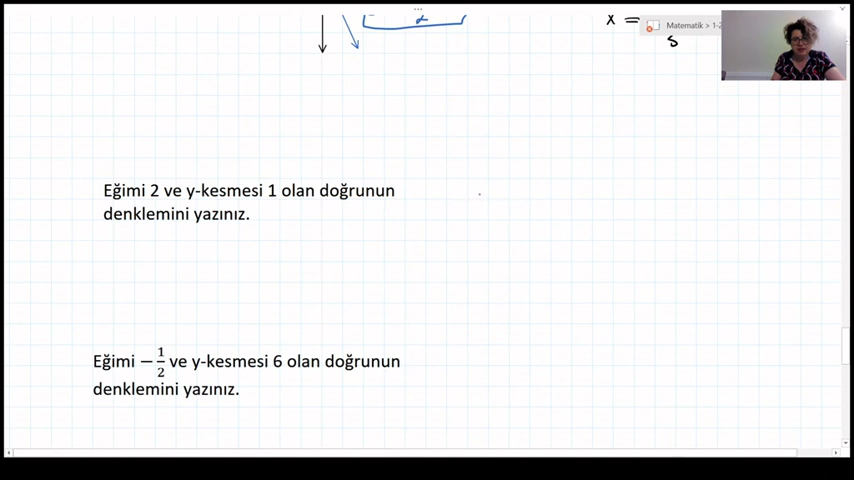 x =
Matematik > 1-2
s
Eğimi 2 ve y-kesmesi 1 olan doğrunun
denklemini yazınız.
Eğimi −1/2 ve y-kesmesi 6 olan doğrunun
denklemini yazınız.